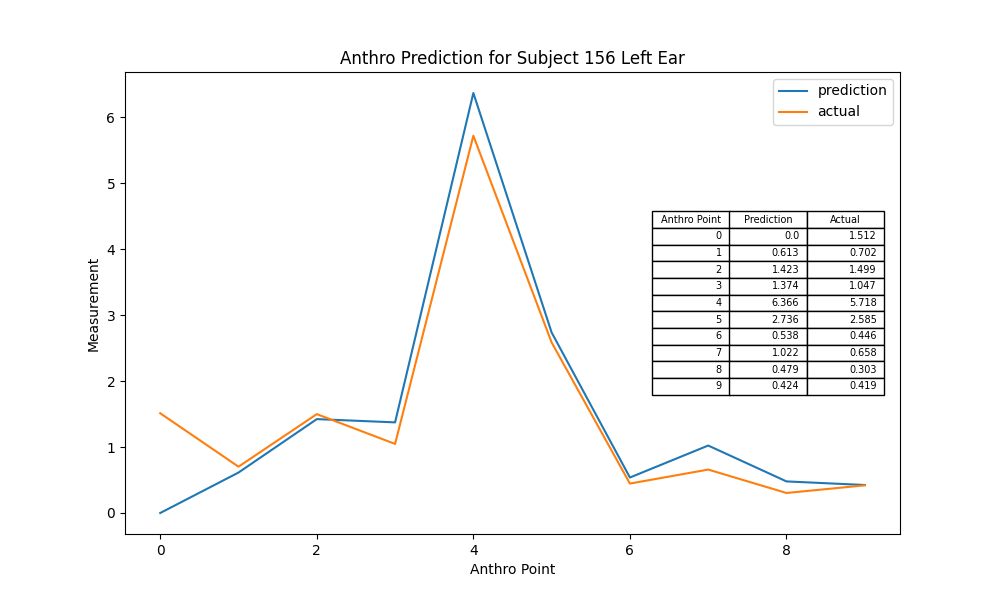 Anthro Prediction for Subject 156 Left Ear
prediction
actual
6
5
4
3
2
1
0
Measurement
Anthro Point Prediction Actual
0 0.0 1.512
1 0.613 0.702
2 1.423 1.499
3 1.374 1.047
4 6.366 5.718
5 2.736 2.585
6 0.538 0.446
7 1.022 0.658
8 0.479 0.303
9 0.424 0.419
0 2 4 6 8
Anthro Point